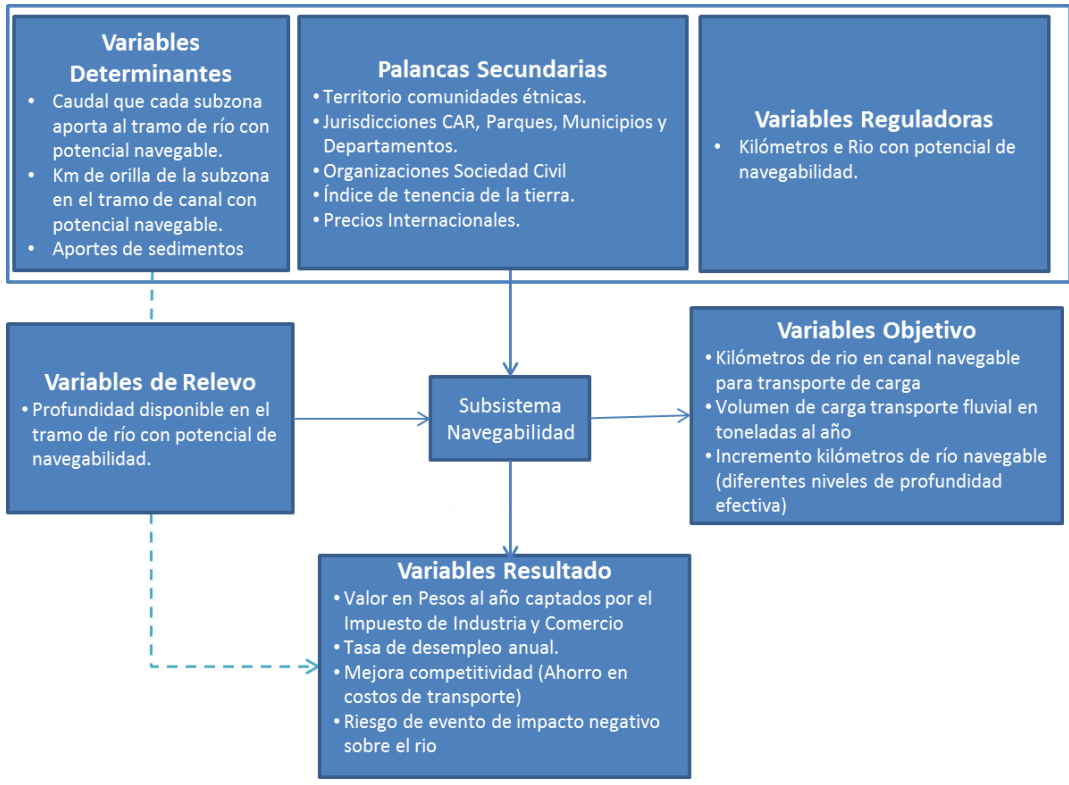 Variables
Determinantes
• Caudal que cada subzona
aporta al tramo de río con
potencial navegable.
• Km de orilla de la subzona
en el tramo de canal con
potencial navegable.
• Aportes de sedimentos
Palancas Secundarias
• Territorio comunidades étnicas.
• Jurisdicciones CAR, Parques, Municipios y
Departamentos.
• Organizaciones Sociedad Civil
• Índice de tenencia de la tierra.
• Precios Internacionales.
Variables Reguladoras
• Kilómetros e Rio con potencial de
navegabilidad.
Variables de Relevo
• Profundidad disponible en el
tramo de río con potencial de
navegabilidad.
Subsistema
Navegabilidad
Variables Objetivo
• Kilómetros de rio en canal navegable
para transporte de carga
• Volumen de carga transporte fluvial en
toneladas al año
• Incremento kilómetros de río navegable
(diferentes niveles de profundidad
efectiva)
Variables Resultado
• Valor en Pesos al año captados por el
Impuesto de Industria y Comercio
• Tasa de desempleo anual.
• Mejora competitividad (Ahorro en
costos de transporte)
• Riesgo de evento de impacto negativo
sobre el rio